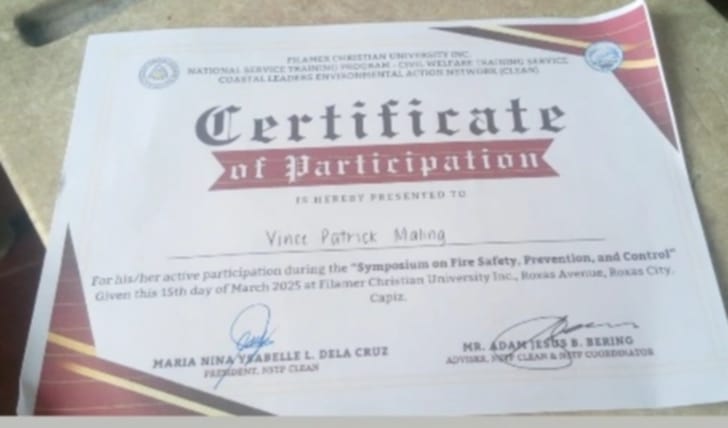 FILAMER CHRISTIAN UNIVERSITY INC.
NATIONAL SERVICE TRAINING PROGRAM - CIVIL WELFARE TRAINING SERVICE
COASTAL LEADERS ENVIRONMENTAL ACTION NETWORK (CLEAN)
Certificate
of Participation
IS HEREBY PRESENTED TO
Vince Patrick Maling
For his/her active participation during the "Symposium on Fire Safety, Prevention, and Control"
Given this 15th day of March 2025 at Filamer Christian University Inc., Roxas Avenue, Roxas City,
Capiz.
MARIA NINA YSABELLE L. DELA CRUZ
PRESIDENT, NSTP CLEAN
MR. ADAM JESUS B. BERING
ADVISER, NSTP CLEAN & NSTP COORDINATOR